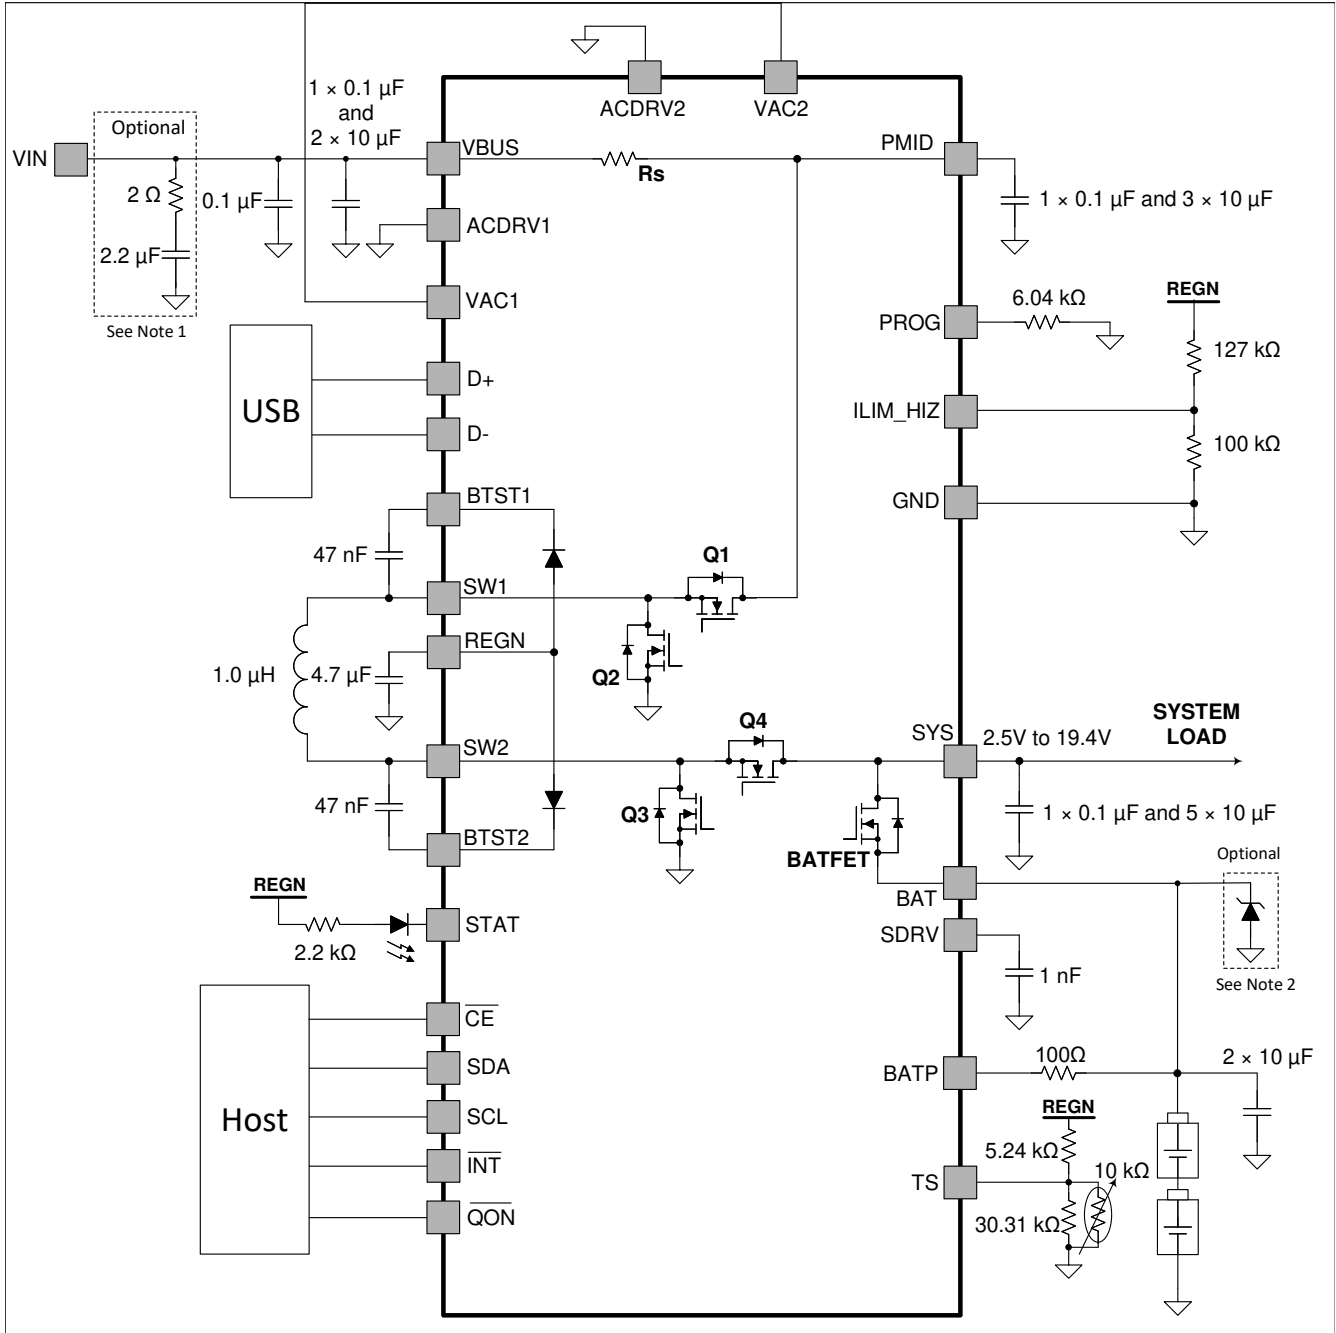 ACDRV2
VAC2
1 × 0.1 µF
and
2 × 10 µF
Optional
VIN
VBUS
Rs
PMID
2 Ω
0.1 µF
1 × 0.1 µF and 3 × 10 µF
2.2 µF
ACDRV1
VAC1
See Note 1
6.04 kΩ
REGN
PROG
127 kΩ
USB
D+
D-
ILIM_HIZ
100 kΩ
GND
BTST1
47 nF
Q1
SW1
REGN
1.0 µH
4.7 µF
Q2
Q4
SW2
SYS
2.5V to 19.4V
SYSTEM
LOAD
47 nF
Q3
1 × 0.1 µF and 5 × 10 µF
BTST2
BATFET
Optional
REGN
BAT
STAT
SDRV
2.2 kΩ
1 nF
See Note 2
Host
CE
SDA
SCL
INT
QON
BATP
100Ω
2 × 10 µF
REGN
5.24 kΩ
TS
10 kΩ
30.31 kΩ